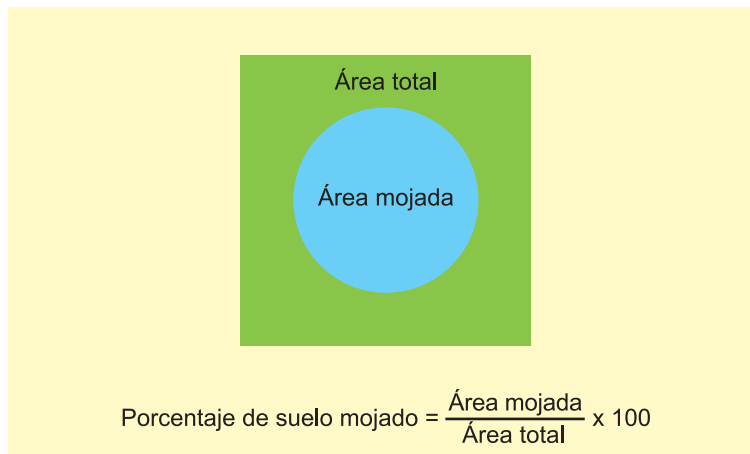 Área total
Área mojada
Porcentaje de suelo mojado = Área mojada / Área total x 100